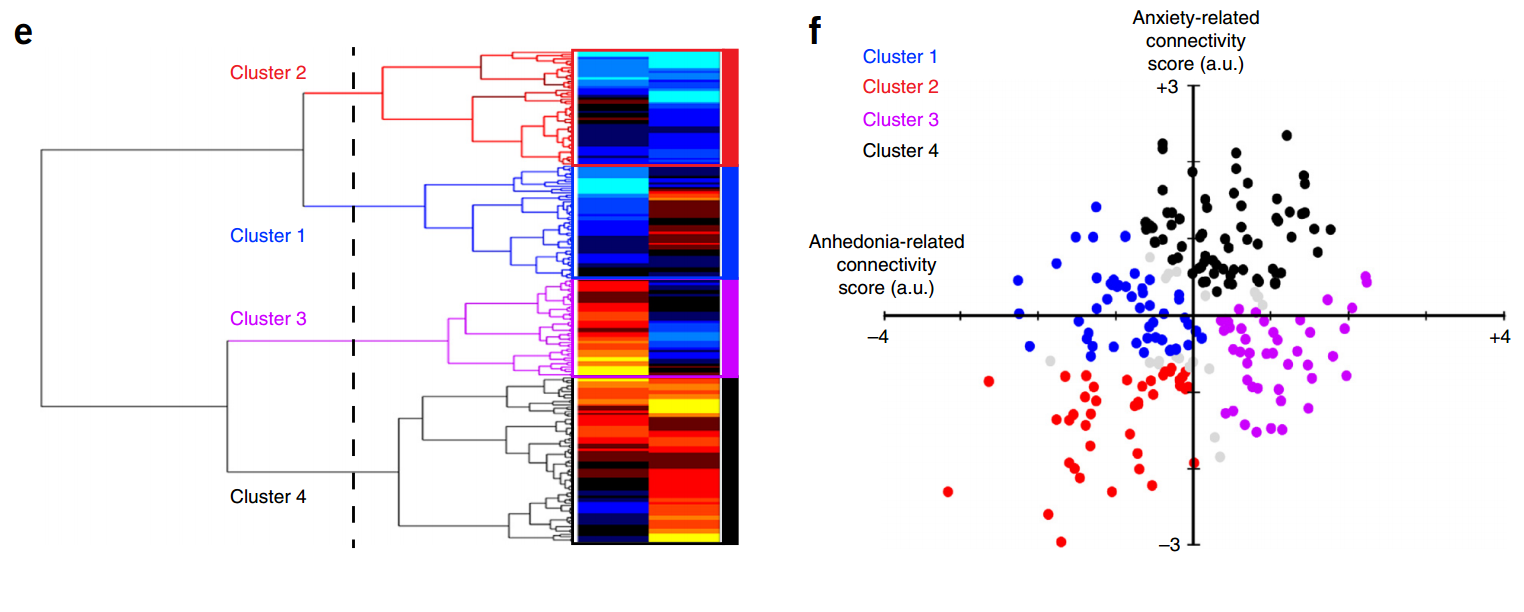 e
Cluster 2
Cluster 1
Cluster 3
Cluster 4
f
Cluster 1
Cluster 2
Cluster 3
Cluster 4
Anxiety-related
connectivity
score (a.u.)
+3
Anhedonia-related
connectivity
score (a.u.)
–4
+4
–3